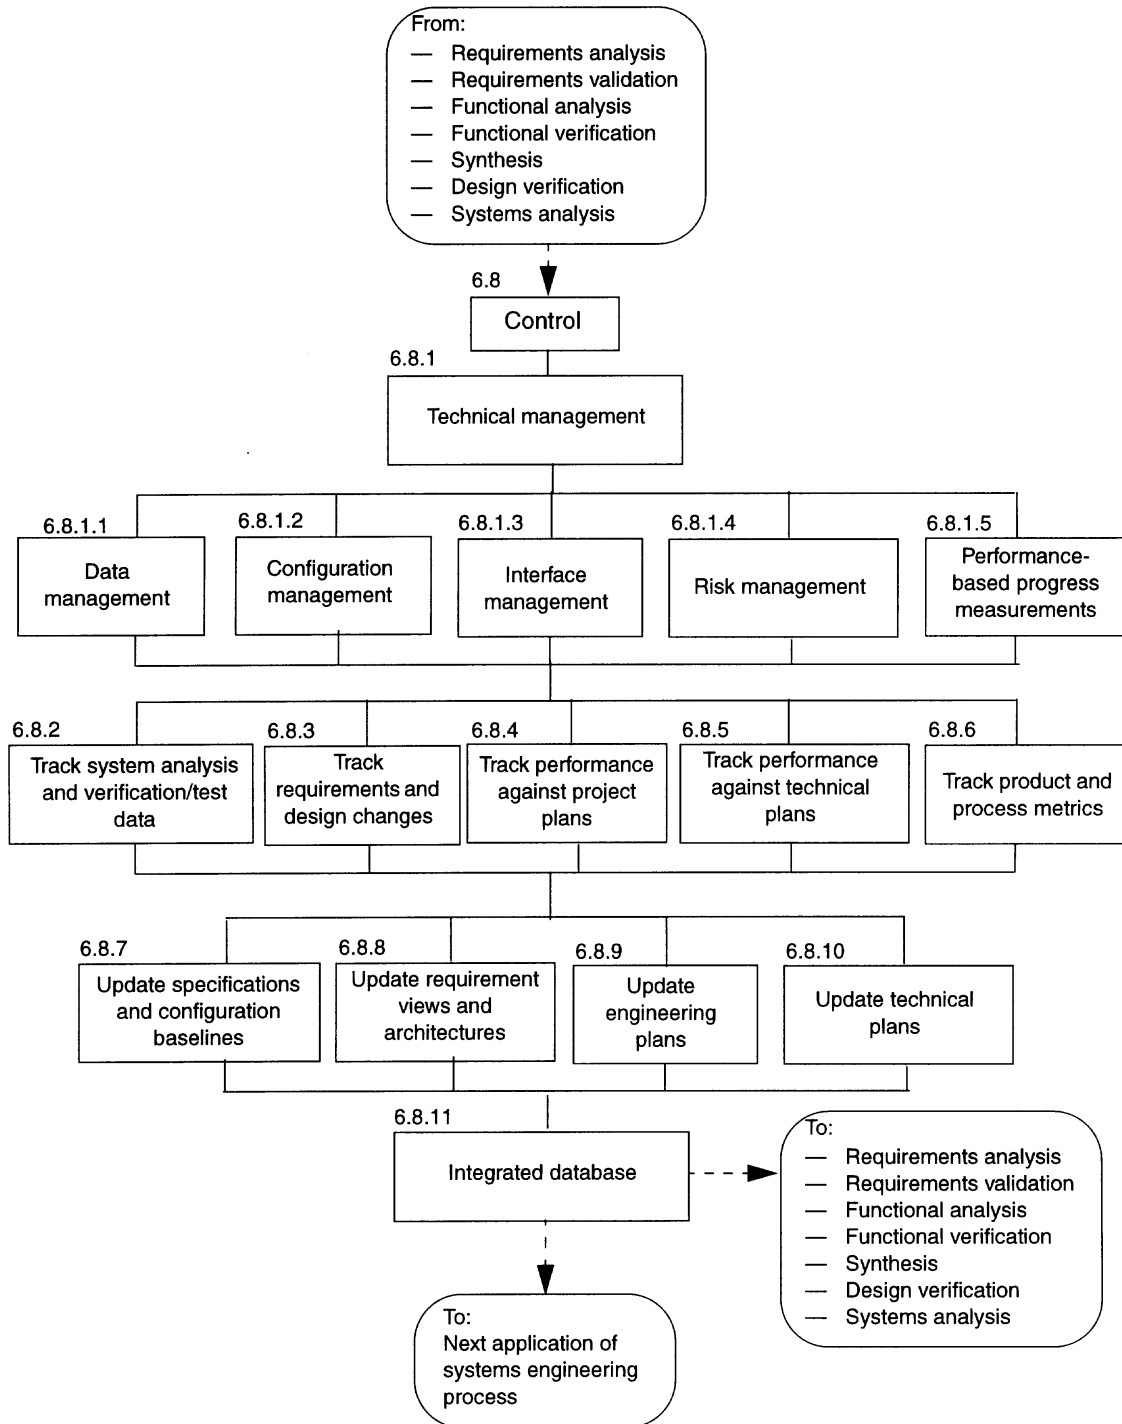 From:
— Requirements analysis
— Requirements validation
— Functional analysis
— Functional verification
— Synthesis
— Design verification
— Systems analysis
6.8
Control
6.8.1
Technical management
6.8.1.1
Data
management
6.8.1.2
Configuration
management
6.8.1.3
Interface
management
6.8.1.4
Risk management
6.8.1.5
Performance-
based progress
measurements
6.8.2
Track system analysis
and verification/test
data
6.8.3
Track
requirements and
design changes
6.8.4
Track performance
against project
plans
6.8.5
Track performance
against technical
plans
6.8.6
Track product and
process metrics
6.8.7
Update specifications
and configuration
baselines
6.8.8
Update requirement
views and
architectures
6.8.9
Update
engineering
plans
6.8.10
Update technical
plans
6.8.11
Integrated database
To:
— Requirements analysis
— Requirements validation
— Functional analysis
— Functional verification
— Synthesis
— Design verification
— Systems analysis
To:
Next application of
systems engineering
process